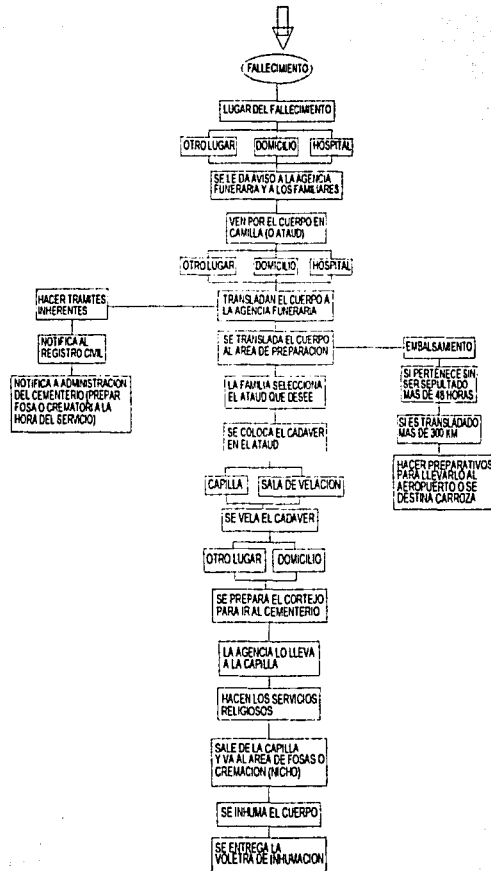 FALLECIMIENTO
LUGAR DEL FALLECIMIENTO
OTRO LUGAR
DOMICILIO
HOSPITAL
SE LE DA AVISO A LA AGENCIA
FUNERARIA Y A LOS FAMILIARES
VEN POR EL CUERPO EN
CAMILLA (O ATAUD)
OTRO LUGAR
DOMICILIO
HOSPITAL
TRANSLADAN EL CUERPO A
LA AGENCIA FUNERARIA
HACER TRAMITES
INHERENTES
NOTIFICA AL
REGISTRO CIVIL
NOTIFICA A ADMINISTRACION
DEL CEMENTERIO (PREPAR
FOSA O CREMATORI A LA
HORA DEL SERVICIO)
SE TRANSLADA EL CUERPO
AL AREA DE PREPARACION
EMBALSAMIENTO
SI PERTENECE SIN
SER SEPULTADO
MAS DE 48 HORAS
SI ES TRANSLADADO
MAS DE 300 KM
HACER PREPARATIVOS
PARA LLEVARLO AL
AEROPUERTO O SE
DESTINA CARROZA
LA FAMILIA SELECCIONA
EL ATAUD QUE DESEE
SE COLOCA EL CADAVER
EN EL ATAUD
CAPILLA
SALA DE VELACION
SE VELA EL CADAVER
OTRO LUGAR
DOMICILIO
SE PREPARA EL CORTEJO
PARA IR AL CEMENTERIO
LA AGENCIA LO LLEVA
A LA CAPILLA
HACEN LOS SERVICIOS
RELIGIOSOS
SALE DE LA CAPILLA
Y VA AL AREA DE FOSAS O
CREMACION (NICHO)
SE INHUMA EL CUERPO
SE ENTREGA LA
VOLETRA DE INHUMACION